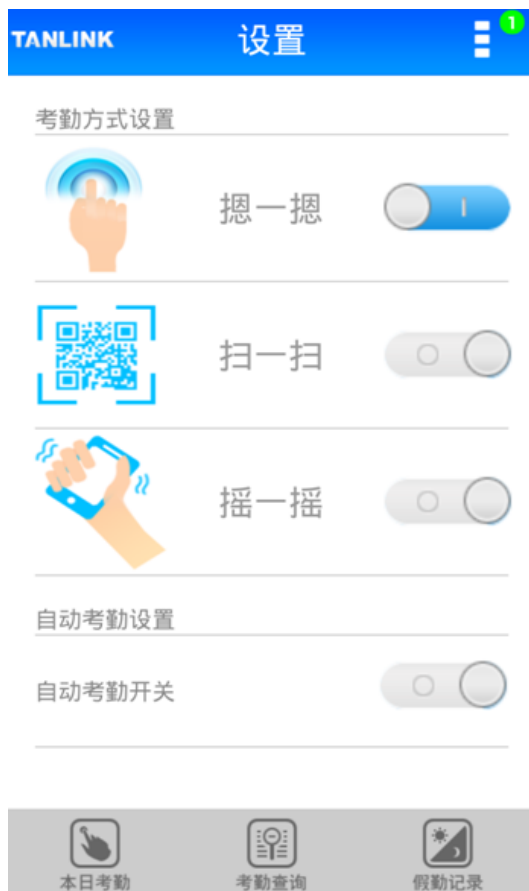 TANLINK
设置
1
考勤方式设置
摁一摁
扫一扫
摇一摇
自动考勤设置
自动考勤开关
本日考勤
考勤查询
假勤记录